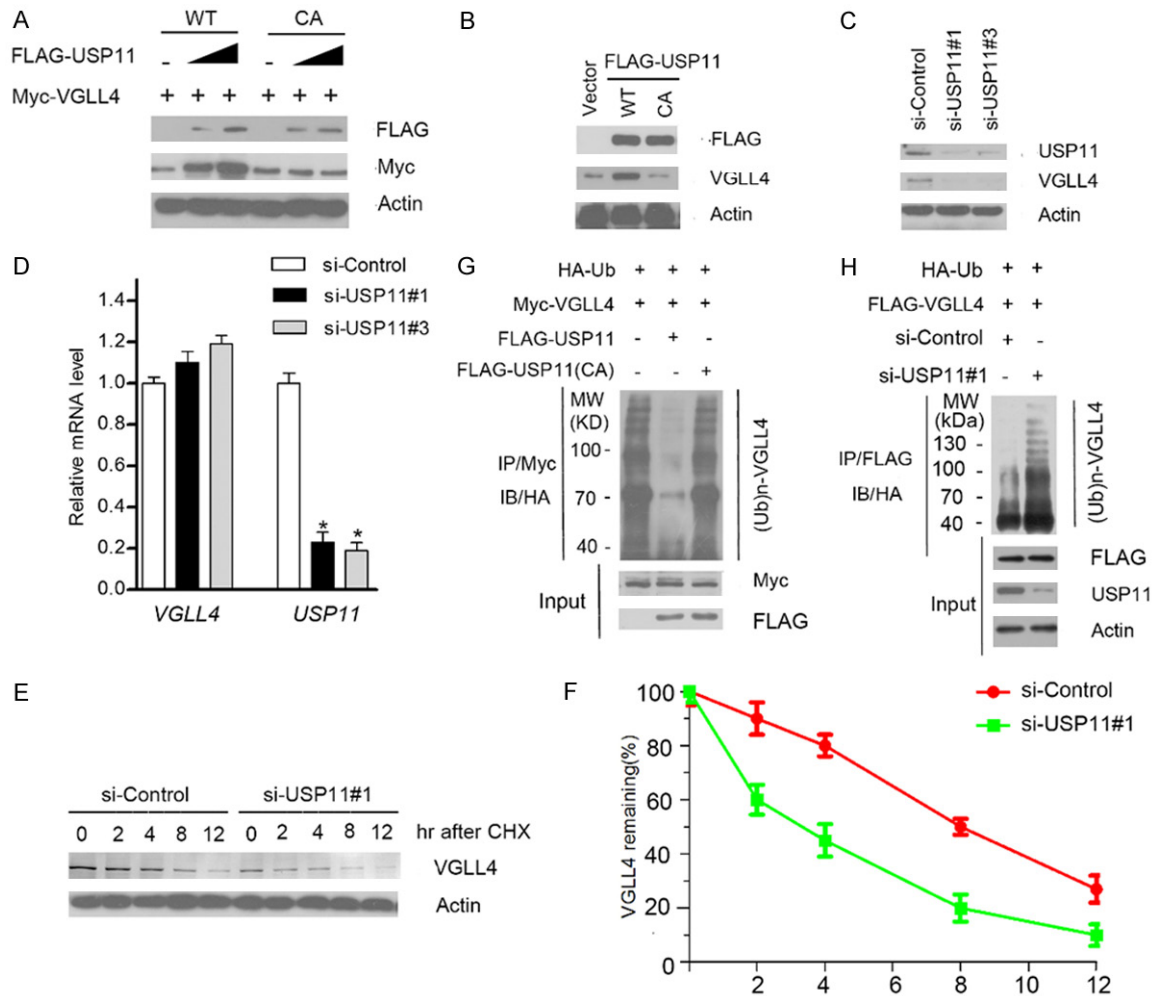 A
WT CA
FLAG-USP11
- -
Myc-VGLL4 + + + + + +
FLAG
Myc
Actin
B
FLAG-USP11
Vector WT CA
FLAG
VGLL4
Actin
C
si-Control si-USP11#1 si-USP11#3
USP11
VGLL4
Actin
D
si-Control
si-USP11#1
si-USP11#3
Relative mRNA level
1.4
1.2
1.0
0.8
0.6
0.4
0.2
0.0
* *
VGLL4 USP11
G
HA-Ub + + +
Myc-VGLL4 + + +
FLAG-USP11 - + -
FLAG-USP11(CA) - - +
MW
(KD)
100 -
70 -
40 -
IP/Myc
IB/HA
(Ub)n-VGLL4
Input
Myc
FLAG
H
HA-Ub + +
FLAG-VGLL4 + +
si-Control + -
si-USP11#1 - +
MW
(kDa)
130 -
100 -
70 -
40 -
IP/FLAG
IB/HA
(Ub)n-VGLL4
Input
FLAG
USP11
Actin
E
si-Control si-USP11#1
0 2 4 8 12 0 2 4 8 12 hr after CHX
VGLL4
Actin
F
si-Control
si-USP11#1
VGLL4 remaining(%)
100
80
60
40
20
0
2 4 6 8 10 12